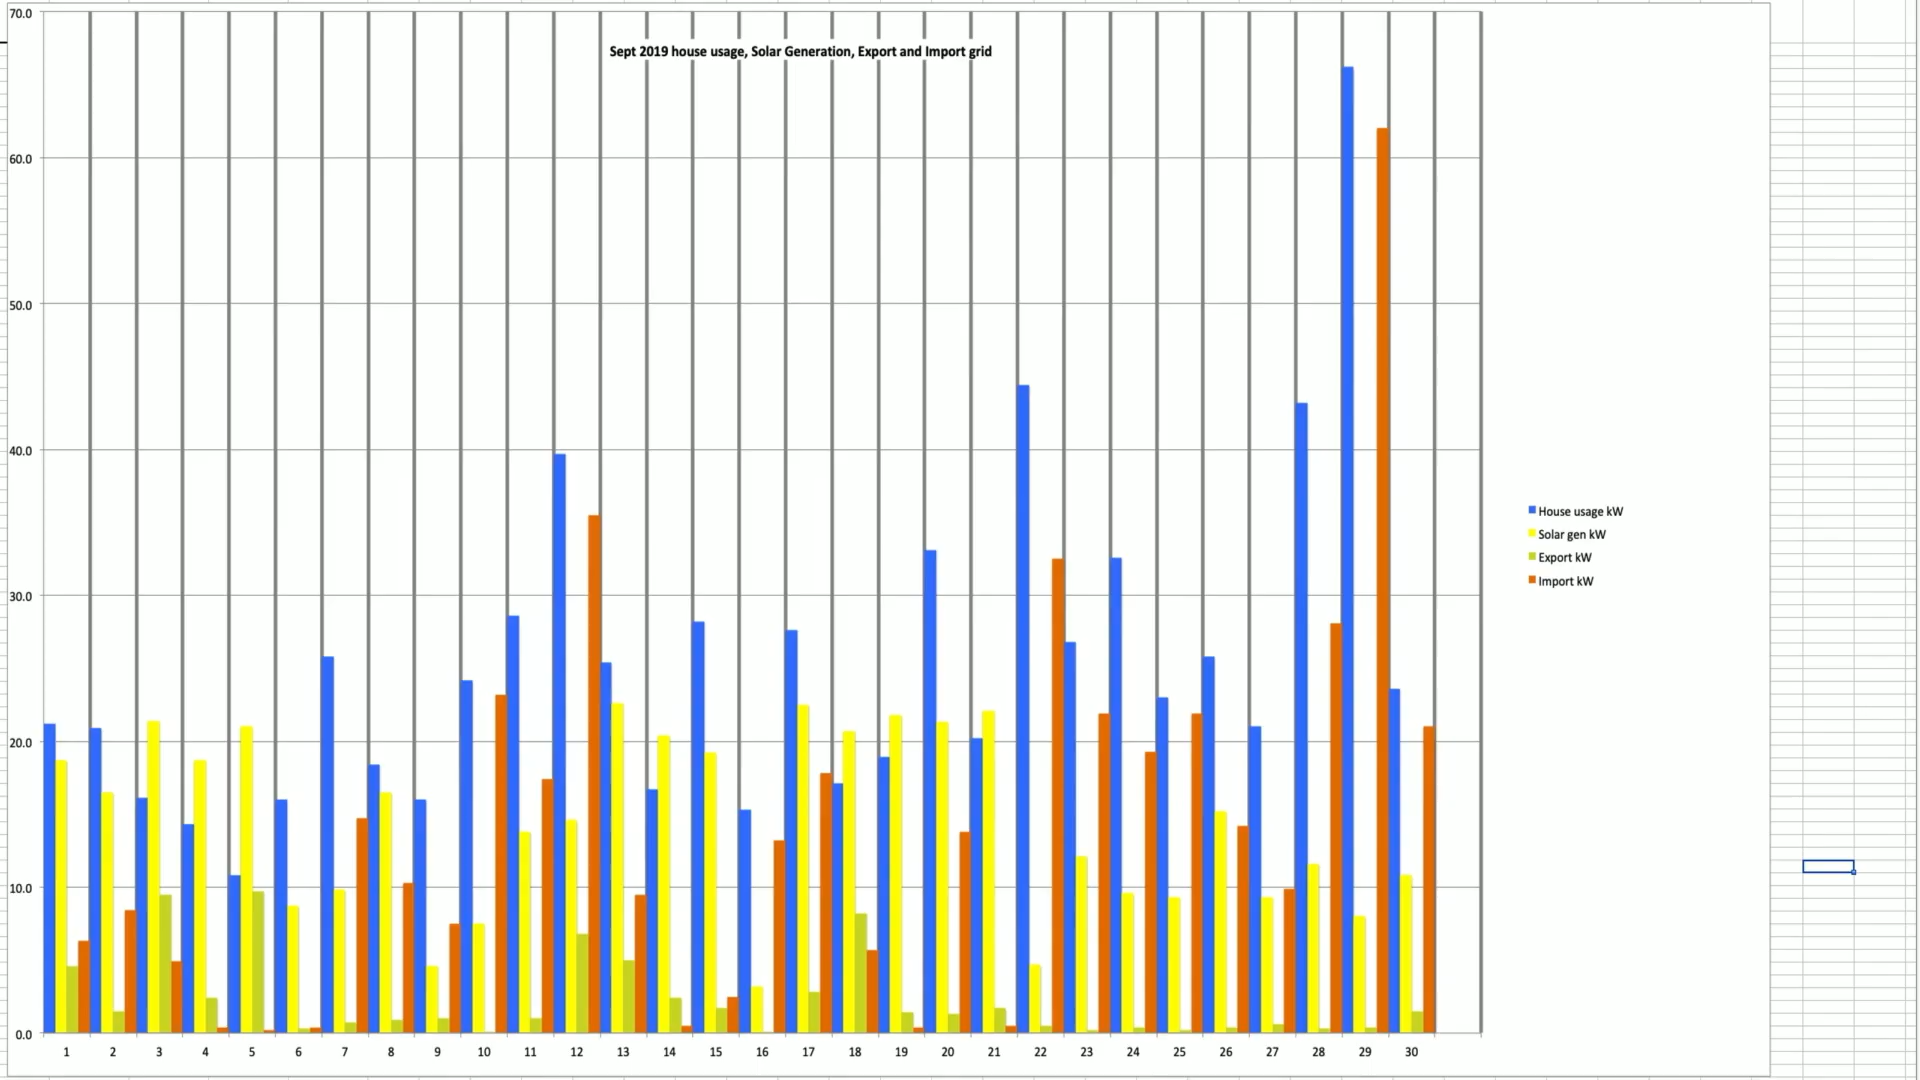 Sept 2019 house usage, Solar Generation, Export and Import grid
70.0
60.0
50.0
40.0
30.0
20.0
10.0
0.0
1 2 3 4 5 6 7 8 9 10 11 12 13 14 15 16 17 18 19 20 21 22 23 24 25 26 27 28 29 30
House usage kW
Solar gen kW
Export kW
Import kW